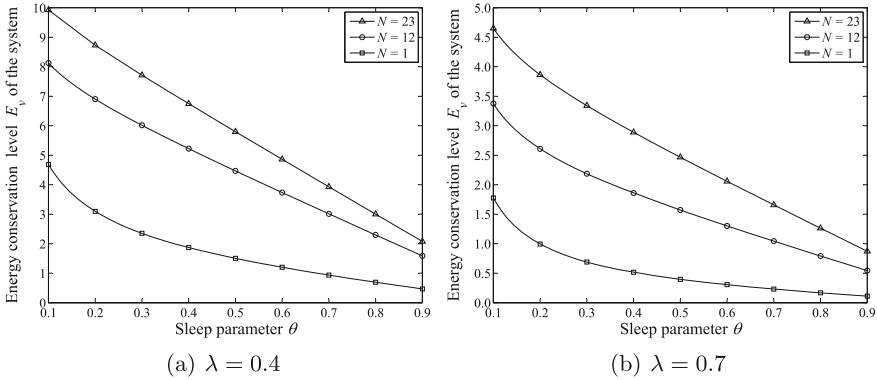 Energy conservation level E_v of the system
10
9
8
7
6
5
4
3
2
1
0
0.1 0.2 0.3 0.4 0.5 0.6 0.7 0.8 0.9
Sleep parameter θ
N = 23
N = 12
N = 1
(a) λ = 0.4
Energy conservation level E_v of the system
5.0
4.5
4.0
3.5
3.0
2.5
2.0
1.5
1.0
0.5
0.0
0.1 0.2 0.3 0.4 0.5 0.6 0.7 0.8 0.9
Sleep parameter θ
N = 23
N = 12
N = 1
(b) λ = 0.7